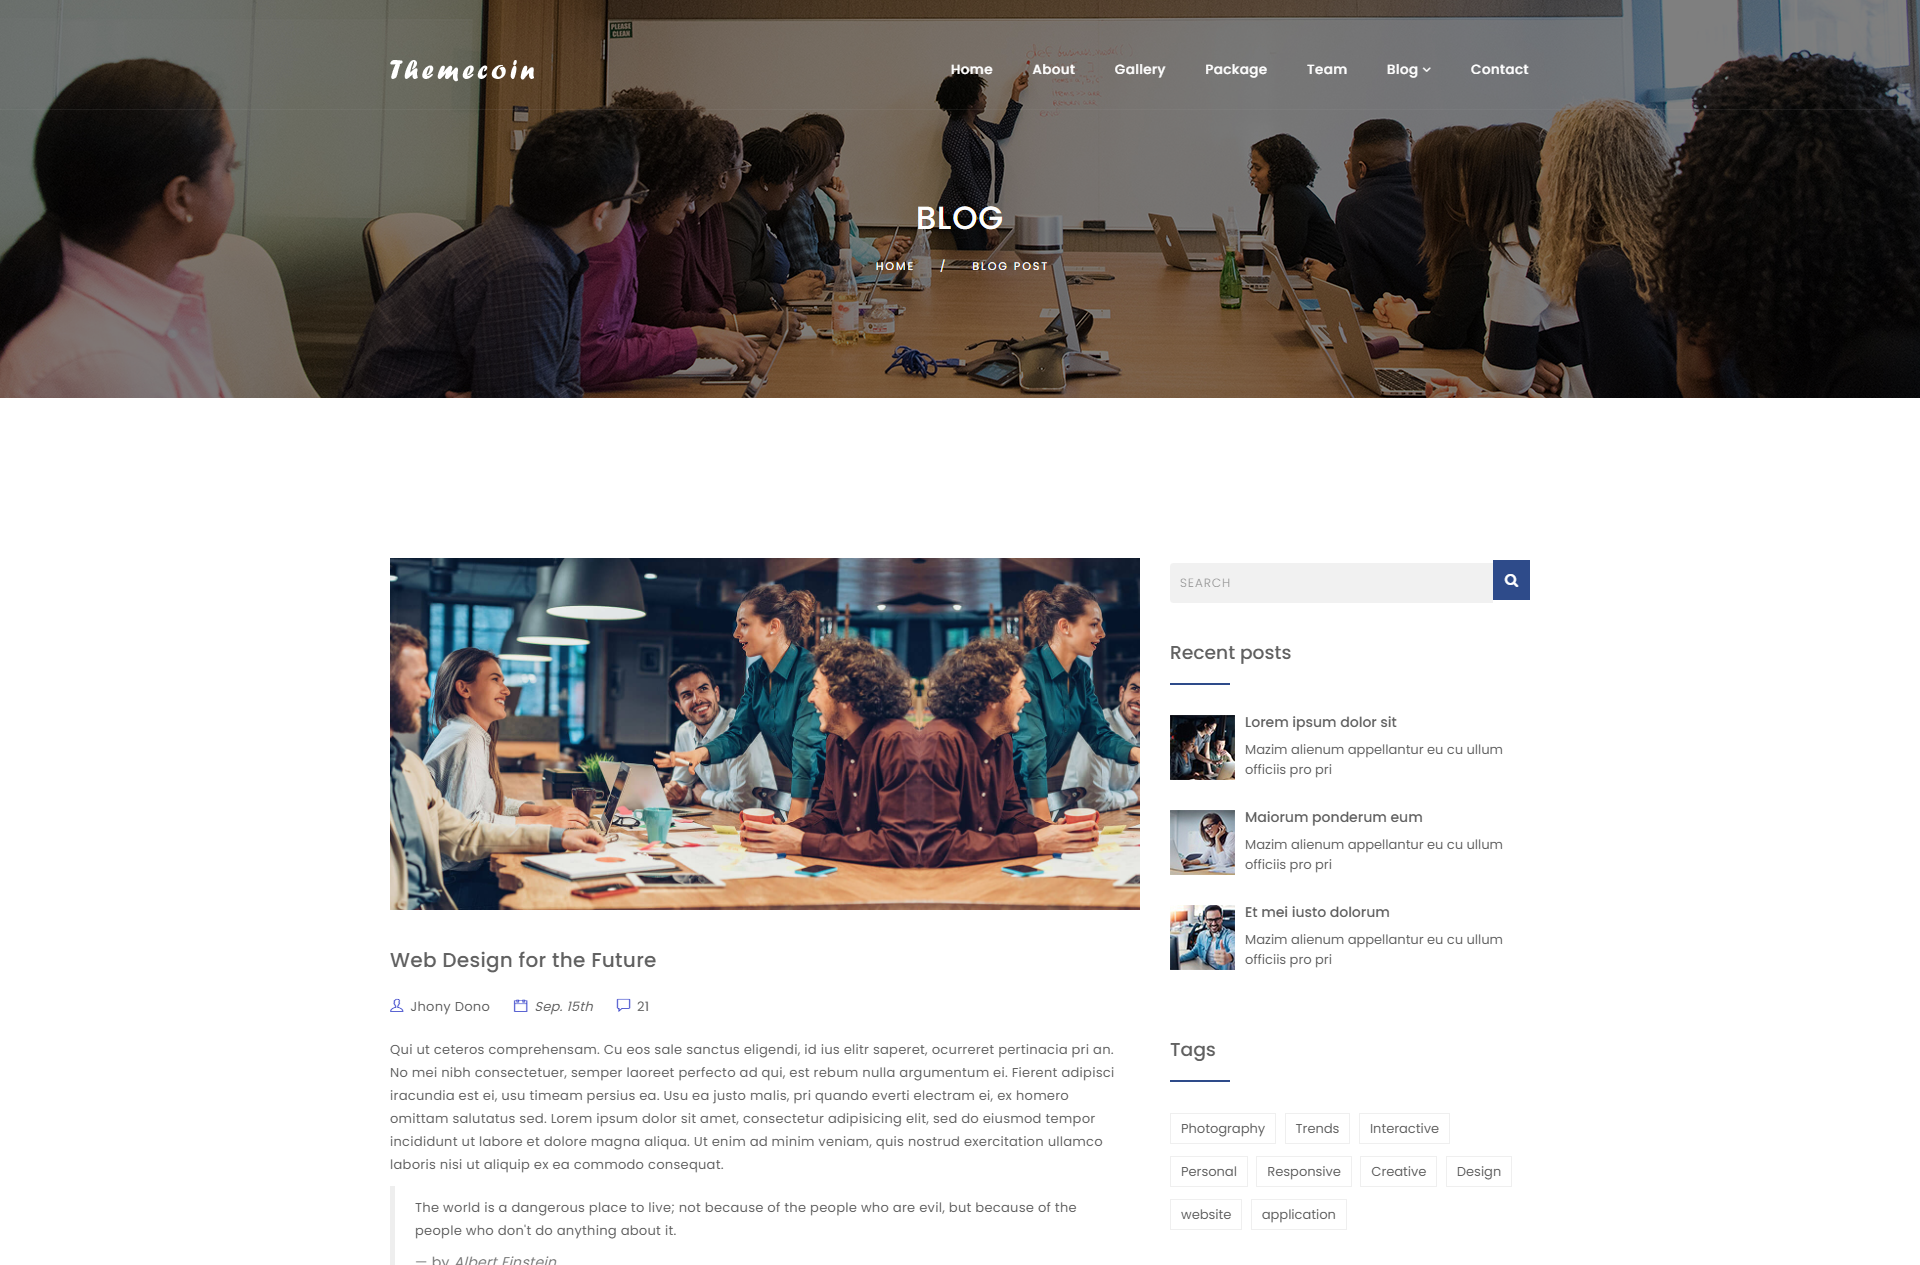 PLEASE CLEAN
Themecoin
Home About Gallery Package Team Blog Contact
BLOG
HOME / BLOG POST
SEARCH
Recent posts
Lorem ipsum dolor sit
Mazim alienum appellantur eu cu ullum
officiis pro pri
Maiorum ponderum eum
Mazim alienum appellantur eu cu ullum
officiis pro pri
Et mei iusto dolorum
Mazim alienum appellantur eu cu ullum
officiis pro pri
Web Design for the Future
Jhony Dono Sep. 15th 21
Qui ut ceteros comprehensam. Cu eos sale sanctus eligendi, id ius elitr saperet, ocurreret pertinacia pri an.
No mei nibh consectetuer, semper laoreet perfecto ad qui, est rebum nulla argumentum ei. Fierent adipisci
iracundia est ei, usu timeam persius ea. Usu ea justo malis, pri quando everti electram ei, ex homero
omittam salutatus sed. Lorem ipsum dolor sit amet, consectetur adipisicing elit, sed do eiusmod tempor
incididunt ut labore et dolore magna aliqua. Ut enim ad minim veniam, quis nostrud exercitation ullamco
laboris nisi ut aliquip ex ea commodo consequat.
The world is a dangerous place to live; not because of the people who are evil, but because of the
people who don't do anything about it.
— by Albert Einstein
Tags
Photography Trends Interactive
Personal Responsive Creative Design
website application